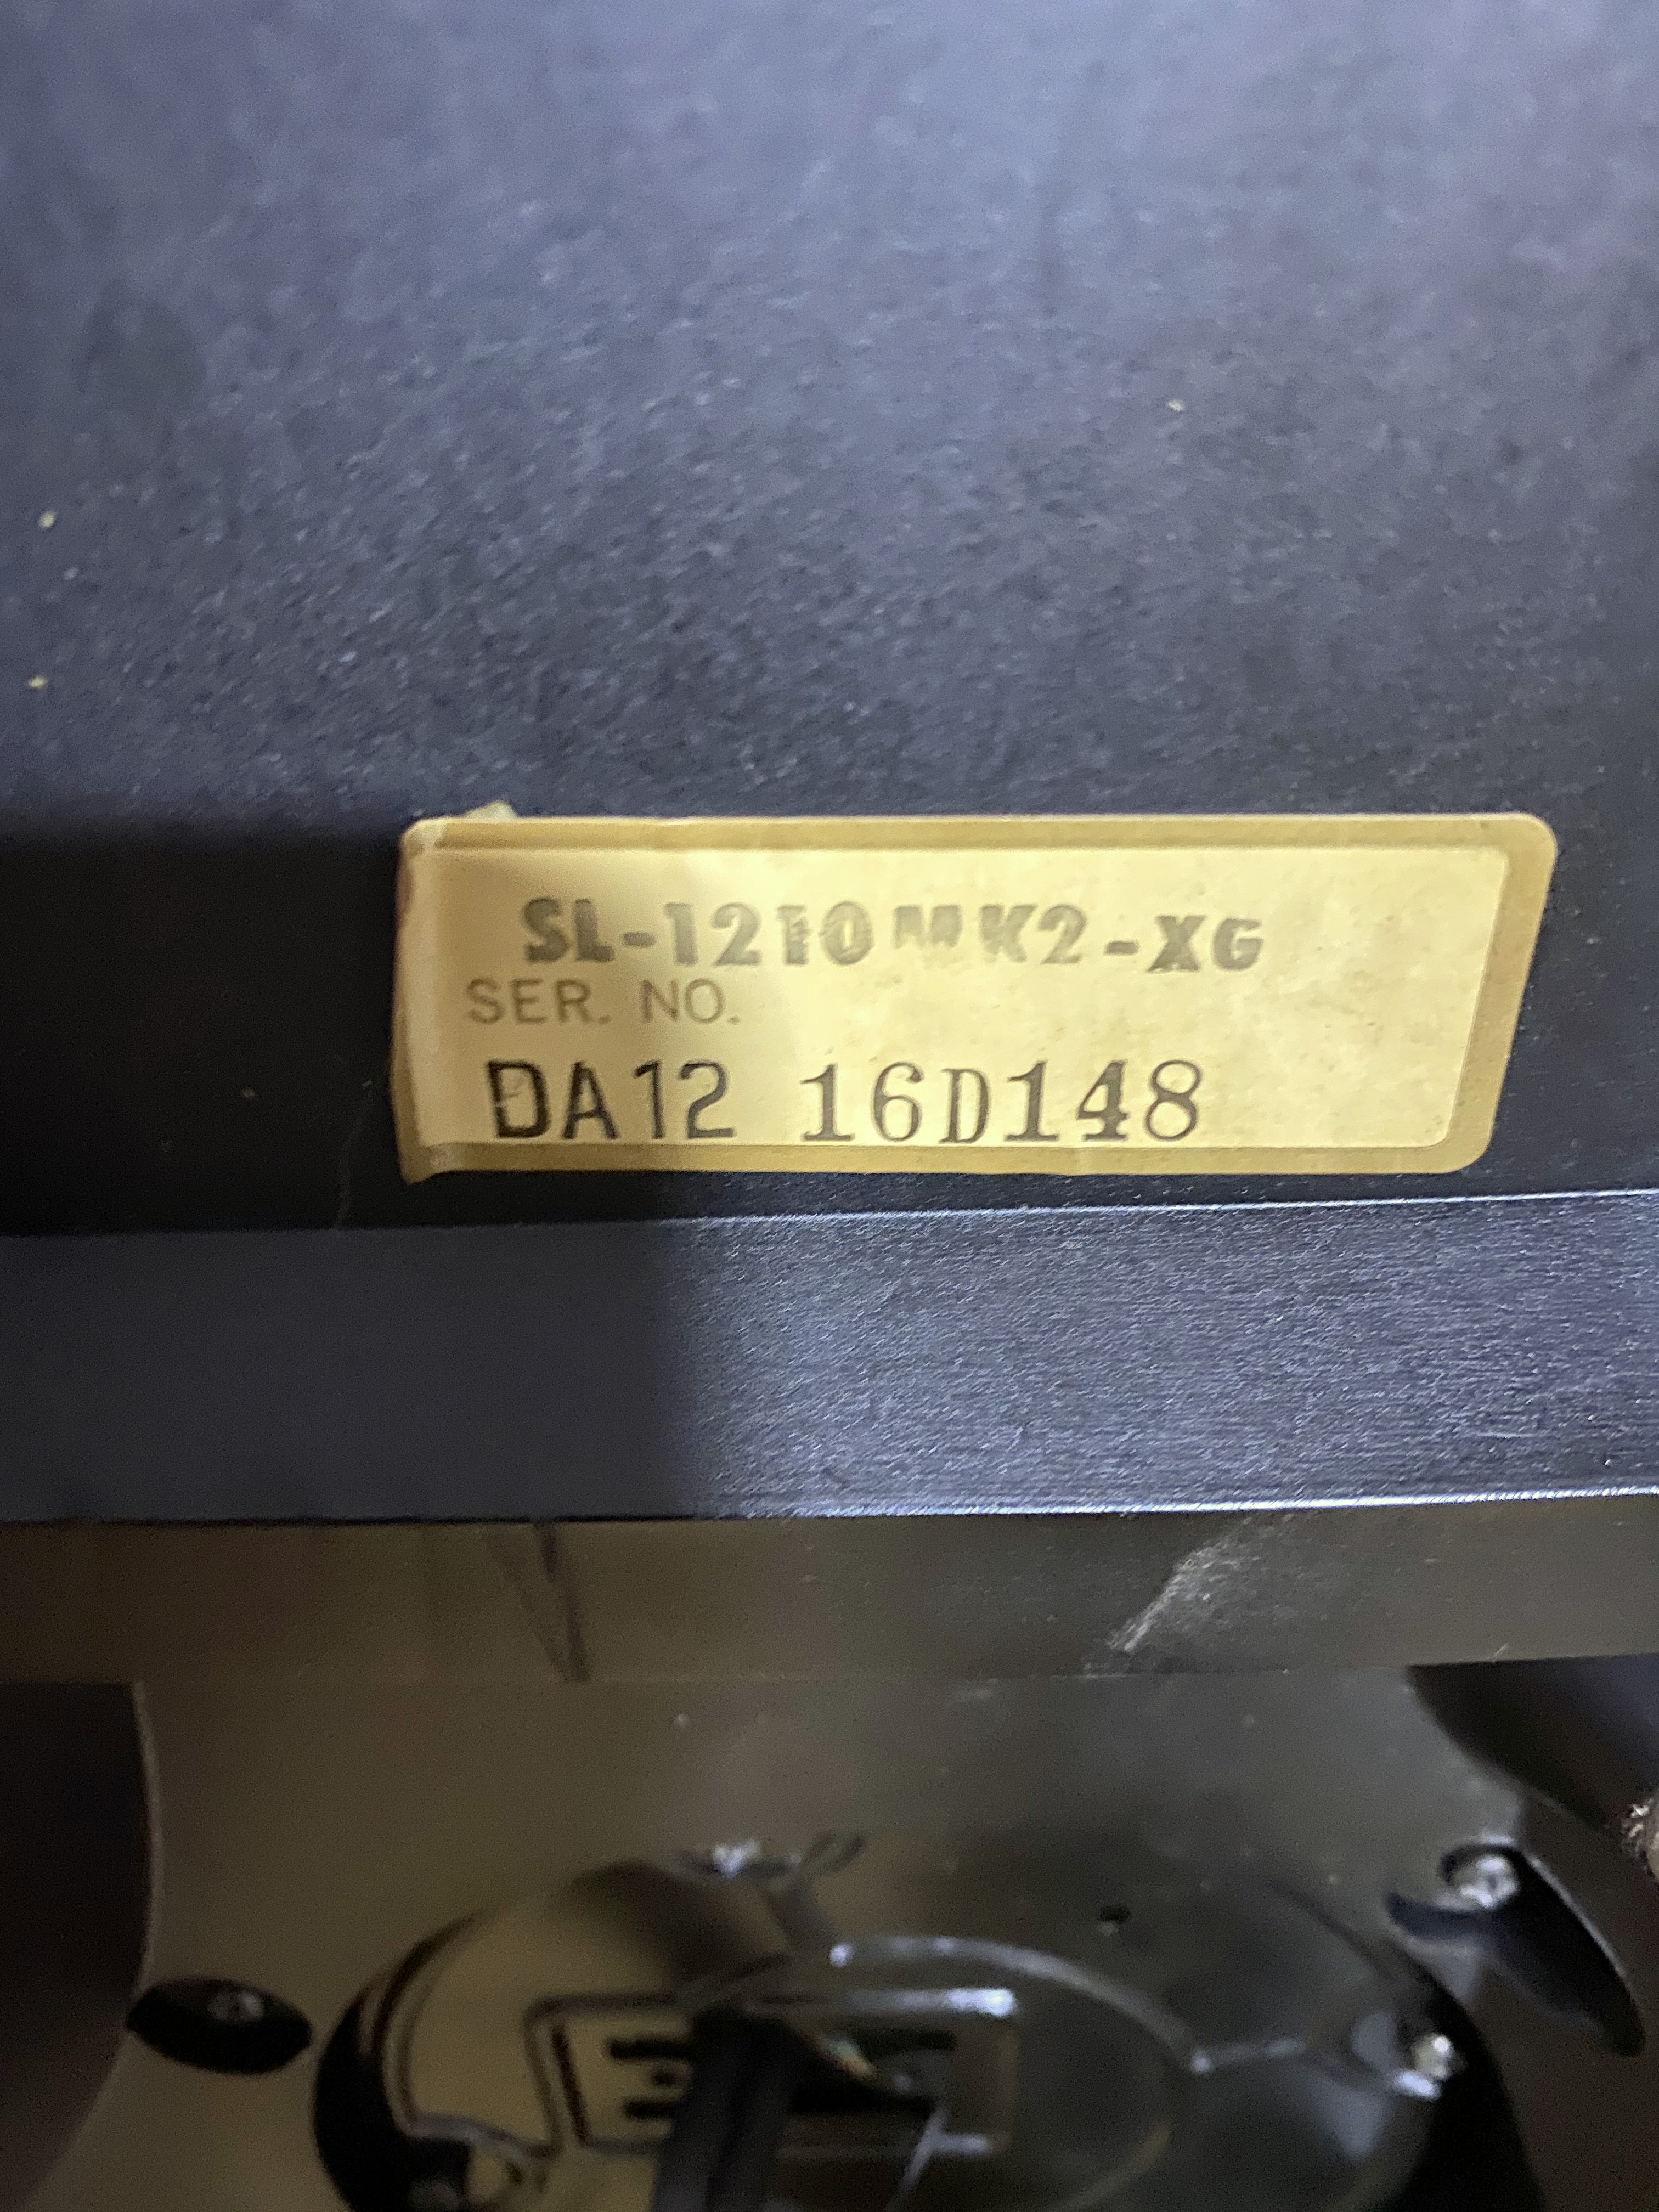 SL-1210MK2-XG
SER. NO.
DA12 16D148